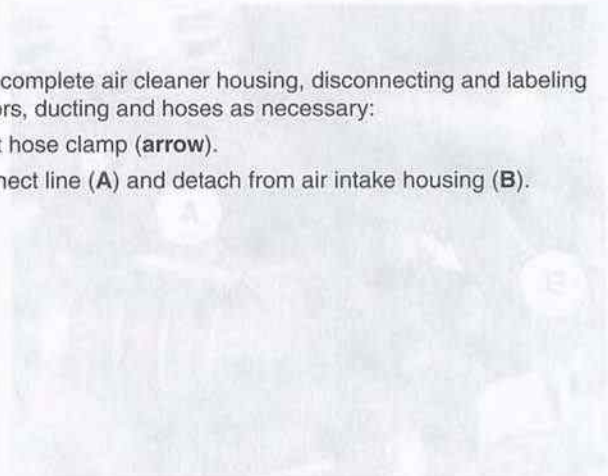 complete air cleaner housing, disconnecting and labeling
ors, ducting and hoses as necessary:
t hose clamp (arrow).
nect line (A) and detach from air intake housing (B).
A
B